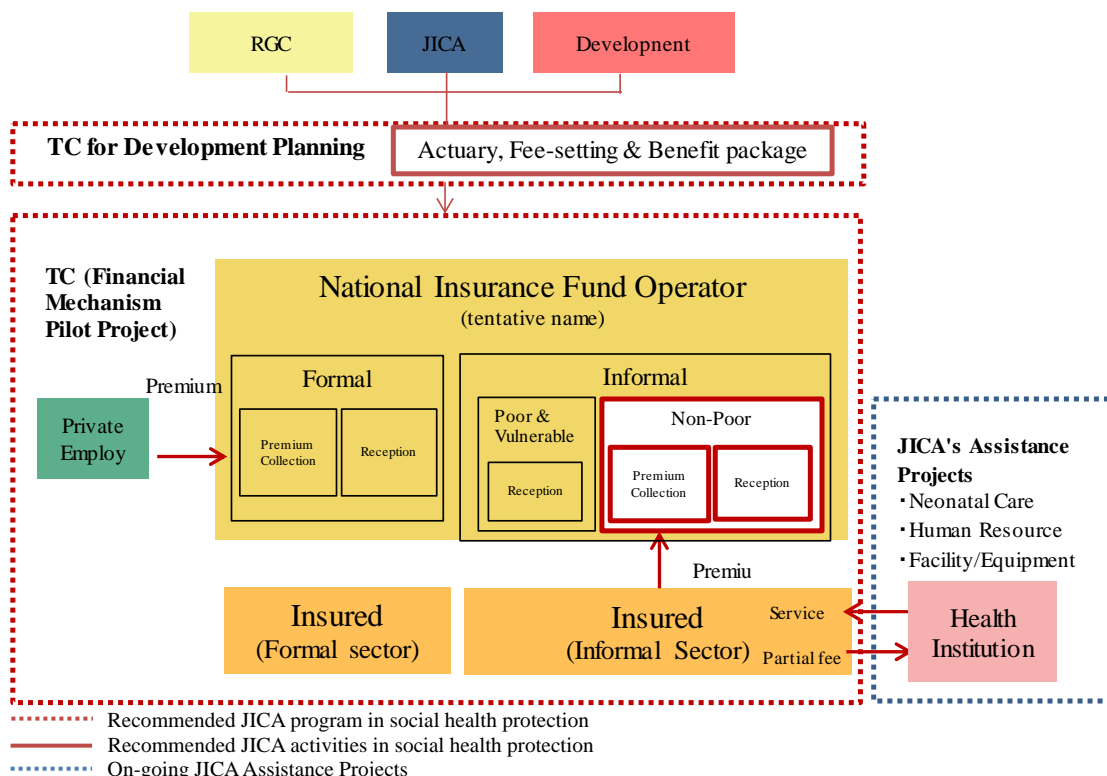 RGC
JICA
Development
TC for Development Planning
Actuary, Fee-setting & Benefit package
TC (Financial
Mechanism
Pilot Project)
National Insurance Fund Operator
(tentative name)
Premium
Private
Employ
Formal
Premium
Collection
Reception
Informal
Poor &
Vulnerable
Reception
Non-Poor
Premium
Collection
Reception
Premiu
Insured
(Formal sector)
Insured
(Informal Sector)
Service
Partial fee
JICA's Assistance
Projects
・Neonatal Care
・Human Resource
・Facility/Equipment
Health
Institution
Recommended JICA program in social health protection
Recommended JICA activities in social health protection
On-going JICA Assistance Projects